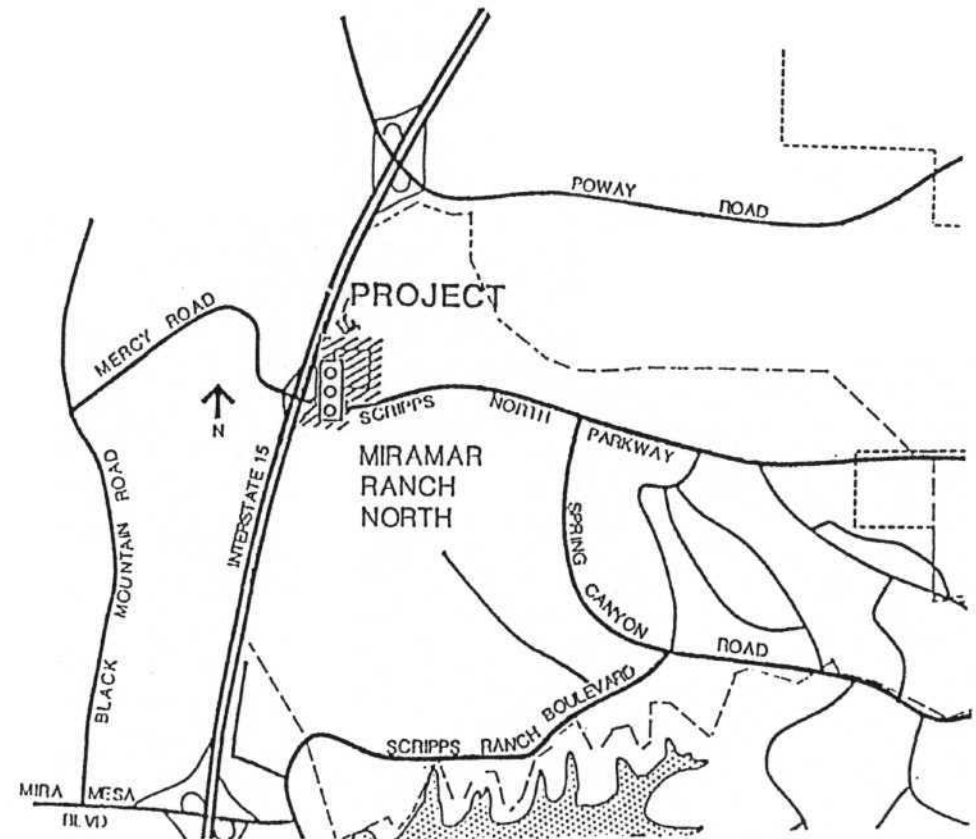 POWAY ROAD
PROJECT
MERCY ROAD
N
SCRIPPS NORTH PARKWAY
MIRAMAR
RANCH
NORTH
INTERSTATE 15
BLACK MOUNTAIN ROAD
SPRING CANYON ROAD
SCRIPPS RANCH BOULEVARD
MIRA MESA
BLVD